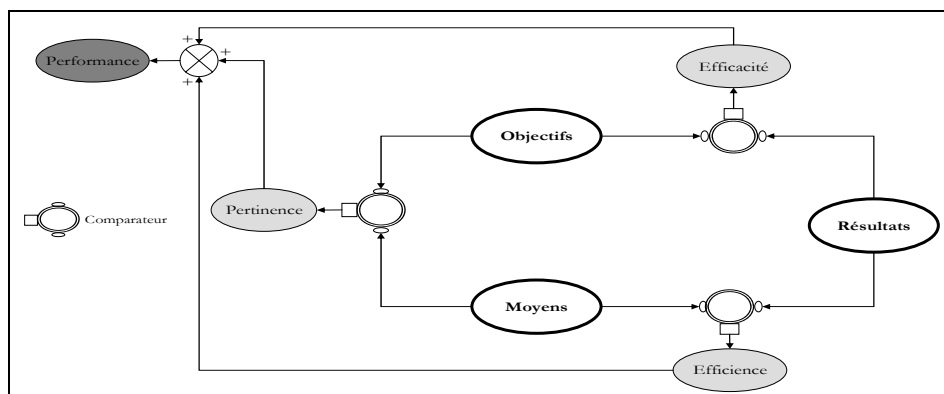 +
+
Performance
+
Efficacité
Objectifs
Pertinence
Comparateur
Résultats
Moyens
Efficience